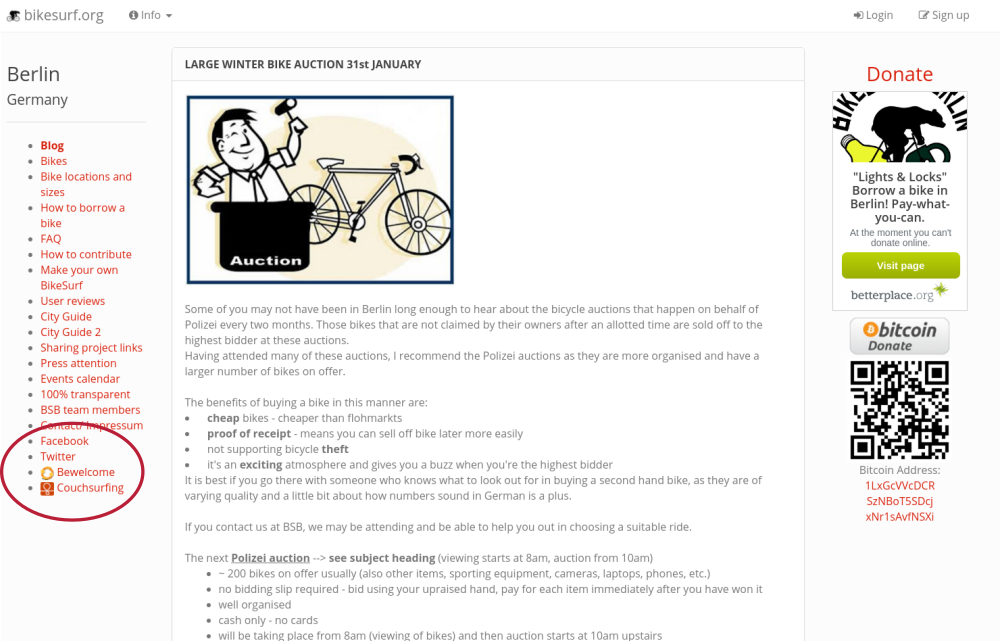 bikesurf.org
Info
Login
Sign up
Berlin
Germany
Blog
Bikes
Bike locations and
sizes
How to borrow a
bike
FAQ
How to contribute
Make your own
BikeSurf
User reviews
City Guide
City Guide 2
Sharing project links
Press attention
Events calendar
100% transparent
BSB team members
Contact/ Impressum
Facebook
Twitter
Bewelcome
Couchsurfing
LARGE WINTER BIKE AUCTION 31st JANUARY
Auction
Some of you may not have been in Berlin long enough to hear about the bicycle auctions that happen on behalf of
Polizei every two months. Those bikes that are not claimed by their owners after an allotted time are sold off to the
highest bidder at these auctions.
Having attended many of these auctions, I recommend the Polizei auctions as they are more organised and have a
larger number of bikes on offer.
The benefits of buying a bike in this manner are:
cheap bikes - cheaper than flohmarkts
proof of receipt - means you can sell off bike later more easily
not supporting bicycle theft
it's an exciting atmosphere and gives you a buzz when you're the highest bidder
It is best if you go there with someone who knows what to look out for in buying a second hand bike, as they are of
varying quality and a little bit about how numbers sound in German is a plus.
If you contact us at BSB, we may be attending and be able to help you out in choosing a suitable ride.
The next Polizei auction --> see subject heading (viewing starts at 8am, auction from 10am)
~ 200 bikes on offer usually (also other items, sporting equipment, cameras, laptops, phones, etc.)
no bidding slip required - bid using your upraised hand, pay for each item immediately after you have won it
well organised
cash only - no cards
will be taking place from 8am (viewing of bikes) and then auction starts at 10am upstairs
Donate
"Lights & Locks"
Borrow a bike in
Berlin! Pay-what-
you-can.
At the moment you can't
donate online.
Visit page
betterplace.org
bitcoin
Donate
Bitcoin Address:
1LxGcVVcDCR
SzNBoT5SDcj
xNr1sAvfNSXi